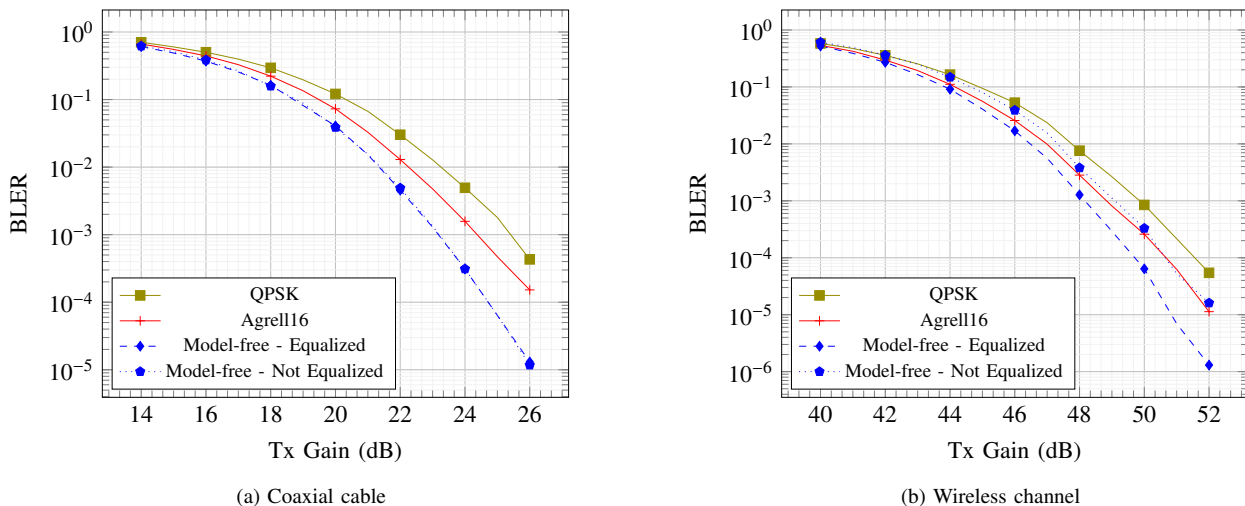 10^0
10^−1
10^−2
10^−3
10^−4
10^−5
BLER
QPSK
Agrell16
Model-free - Equalized
Model-free - Not Equalized
14 16 18 20 22 24 26
Tx Gain (dB)
(a) Coaxial cable
10^0
10^−1
10^−2
10^−3
10^−4
10^−5
10^−6
BLER
QPSK
Agrell16
Model-free - Equalized
Model-free - Not Equalized
40 42 44 46 48 50 52
Tx Gain (dB)
(b) Wireless channel